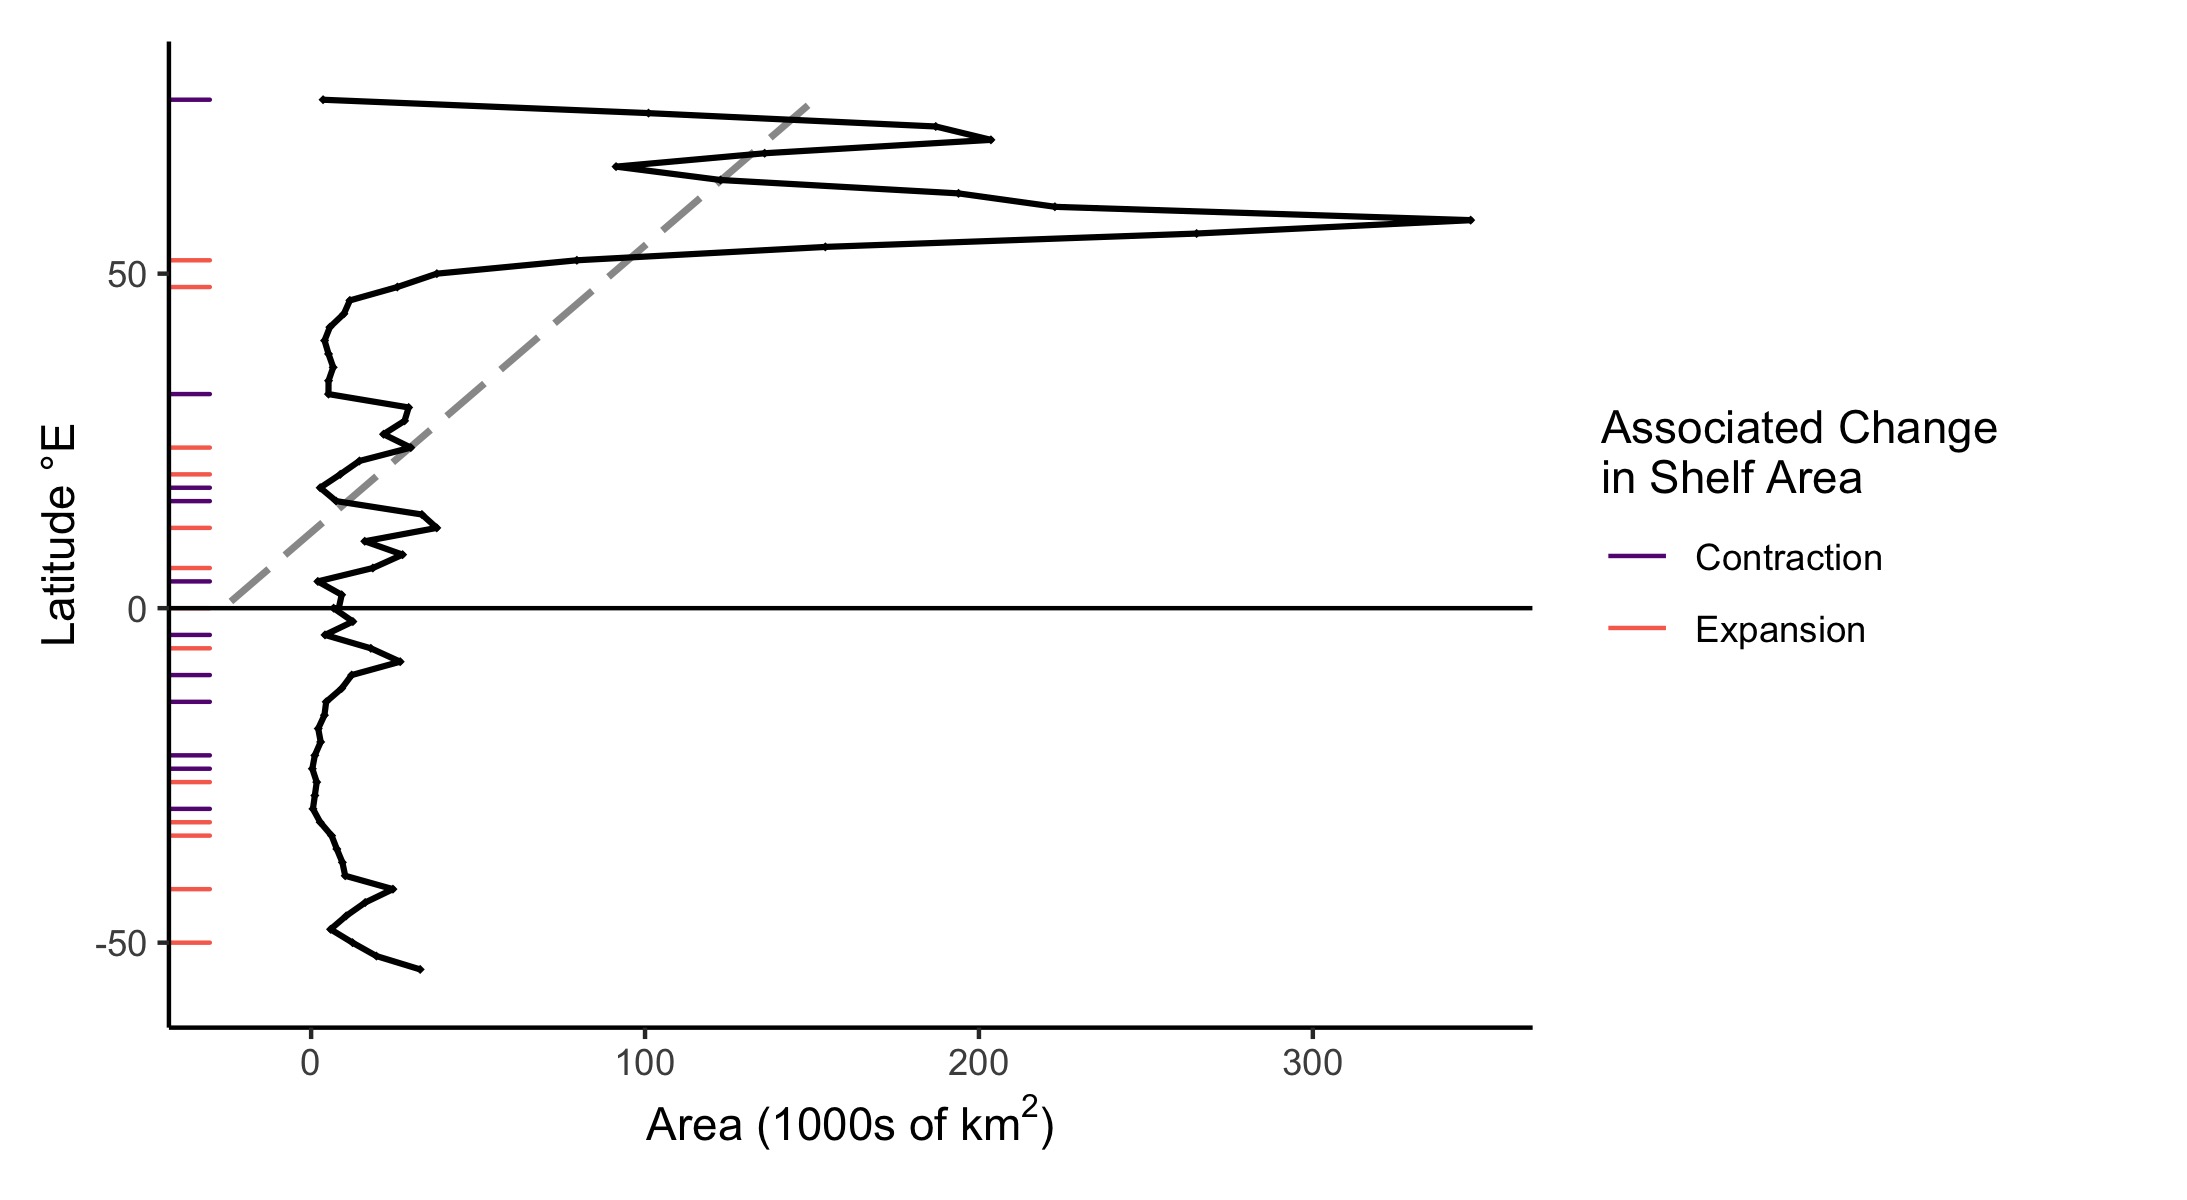 Latitude °E
50
0
-50
0
100
200
300
Area (1000s of km²)
Associated Change
in Shelf Area
Contraction
Expansion